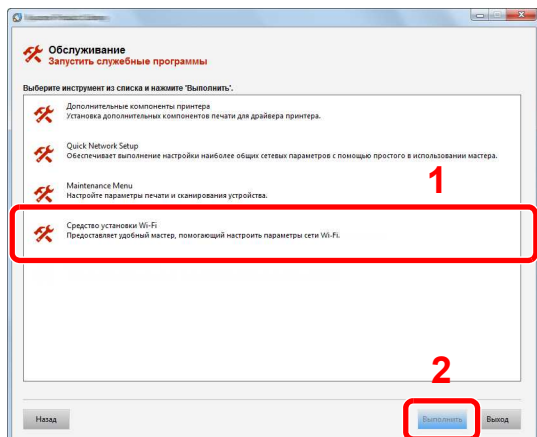 Обслуживание
Запустить служебные программы
Выберите инструмент из списка и нажмите 'Выполнить'.
Дополнительные компоненты принтера
Установка дополнительных компонентов печати для драйвера принтера.
Quick Network Setup
Обеспечивает выполнение настройки наиболее общих сетевых параметров с помощью простого в использовании мастера.
1
Maintenance Menu
Настройте параметры печати и сканирования устройства.
Средство установки Wi-Fi
Предоставляет удобный мастер, помогающий настроить параметры сети Wi-Fi.
2
Назад
Выполнить
Выход